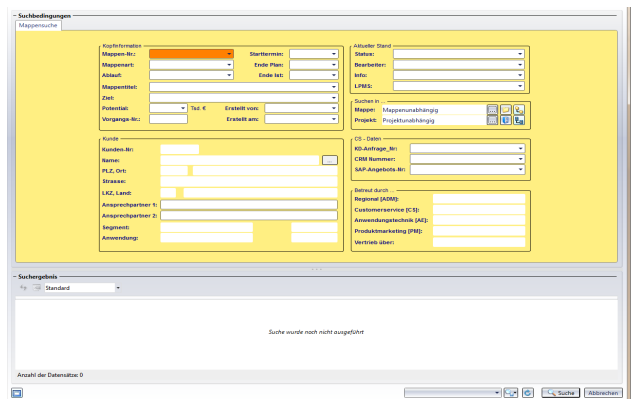 Suchbedingungen
Mappensuche
Kopfinformation
Mappen-Nr.:
Starttermin:
Mappenart:
Ende Plan:
Ablauf:
Ende Ist:
Mappentitel:
Ziel:
Potential:
Tsd. €
Erstellt von:
Vorgangs-Nr.:
Erstellt am:
Aktueller Stand
Status:
Bearbeiter:
Info:
LPMS:
Suchen in ...
Mappe:
Mappenunabhängig
Projekt:
Projektunabhängig
Kunde
Kunden-Nr:
Name:
...
PLZ, Ort:
Strasse:
LKZ, Land:
Ansprechpartner 1:
Ansprechpartner 2:
Segment:
Anwendung:
CS - Daten
K0-Anfrage_Nr:
CRM Nummer:
SAP-Angebots-Nr:
Betreut durch ...
Regional [ADM]:
Customerservice [CS]:
Anwendungstechnik [AE]:
Produktmarketing [PM]:
Vertrieb über:
Suchergebnis
Standard
Suche wurde noch nicht ausgeführt
Anzahl der Datensätze: 0
Suche
Abbrechen